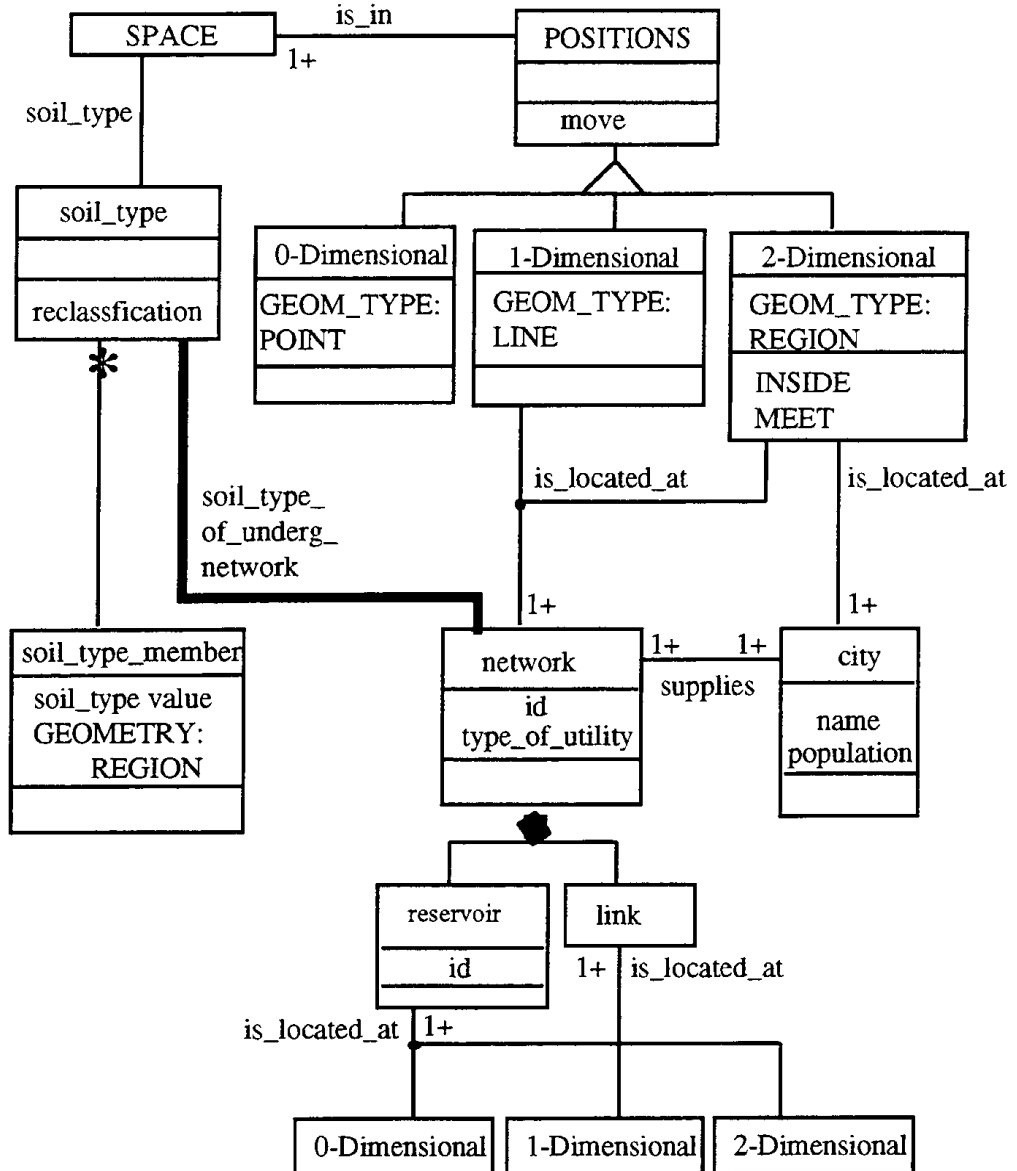 is_in
SPACE
1+
POSITIONS
move
soil_type
soil_type
reclassfication
0-Dimensional
GEOM_TYPE:
POINT
1-Dimensional
GEOM_TYPE:
LINE
2-Dimensional
GEOM_TYPE:
REGION
INSIDE
MEET
is_located_at
is_located_at
soil_type_
of_underg_
network
1+
1+
soil_type_member
soil_type value
GEOMETRY:
REGION
network
id
type_of_utility
1+
1+
supplies
city
name
population
reservoir
id
link
1+
is_located_at
is_located_at
1+
0-Dimensional
1-Dimensional
2-Dimensional